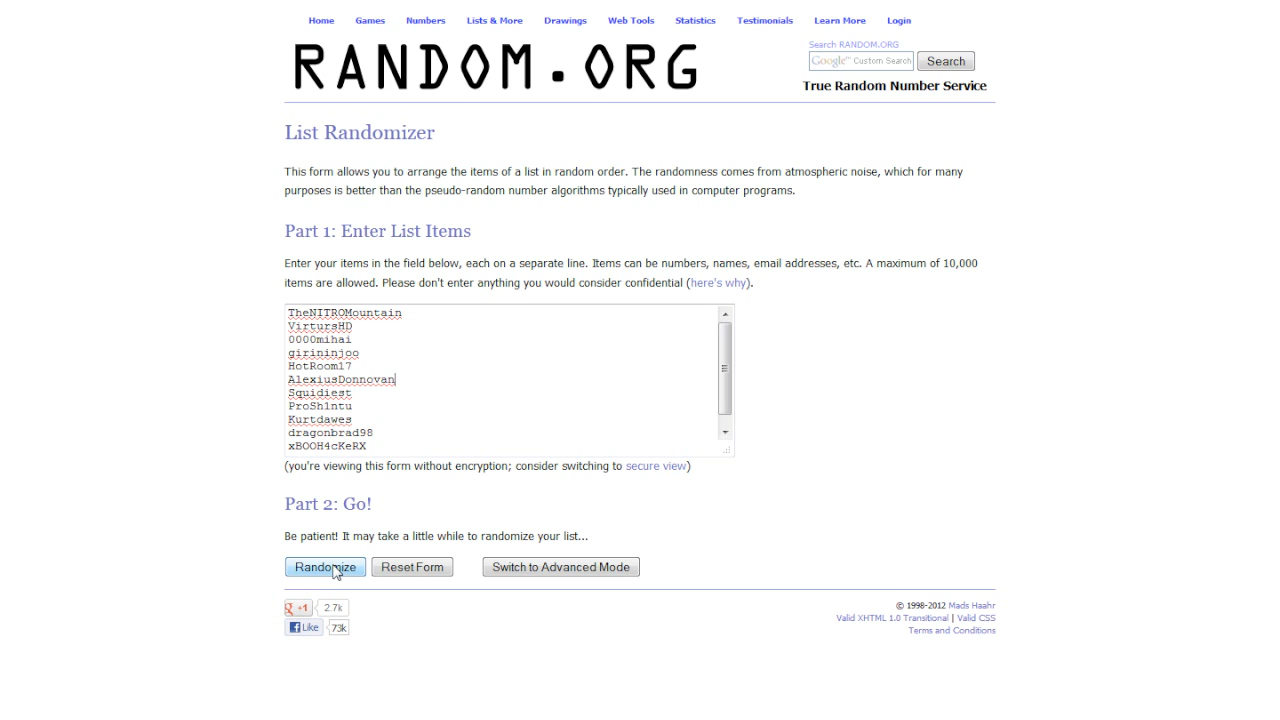 Home Games Numbers Lists & More Drawings Web Tools Statistics Testimonials Learn More Login
RANDOM.ORG
Search RANDOM.ORG
Google™ Custom Search Search
True Random Number Service
List Randomizer
This form allows you to arrange the items of a list in random order. The randomness comes from atmospheric noise, which for many
purposes is better than the pseudo-random number algorithms typically used in computer programs.
Part 1: Enter List Items
Enter your items in the field below, each on a separate line. Items can be numbers, names, email addresses, etc. A maximum of 10,000
items are allowed. Please don't enter anything you would consider confidential (here's why).
TheNITROMountain
VirtursHD
0000mihai
girininjoo
HotRoom17
AlexiusDonnovan
Squidiest
ProSh1ntu
Kurtdawes
dragonbrad98
xBOOH4cKeRX
(you're viewing this form without encryption; consider switching to secure view)
Part 2: Go!
Be patient! It may take a little while to randomize your list...
Randomize Reset Form Switch to Advanced Mode
+1 2.7k
Like 73k
© 1998-2012 Mads Haahr
Valid XHTML 1.0 Transitional | Valid CSS
Terms and Conditions